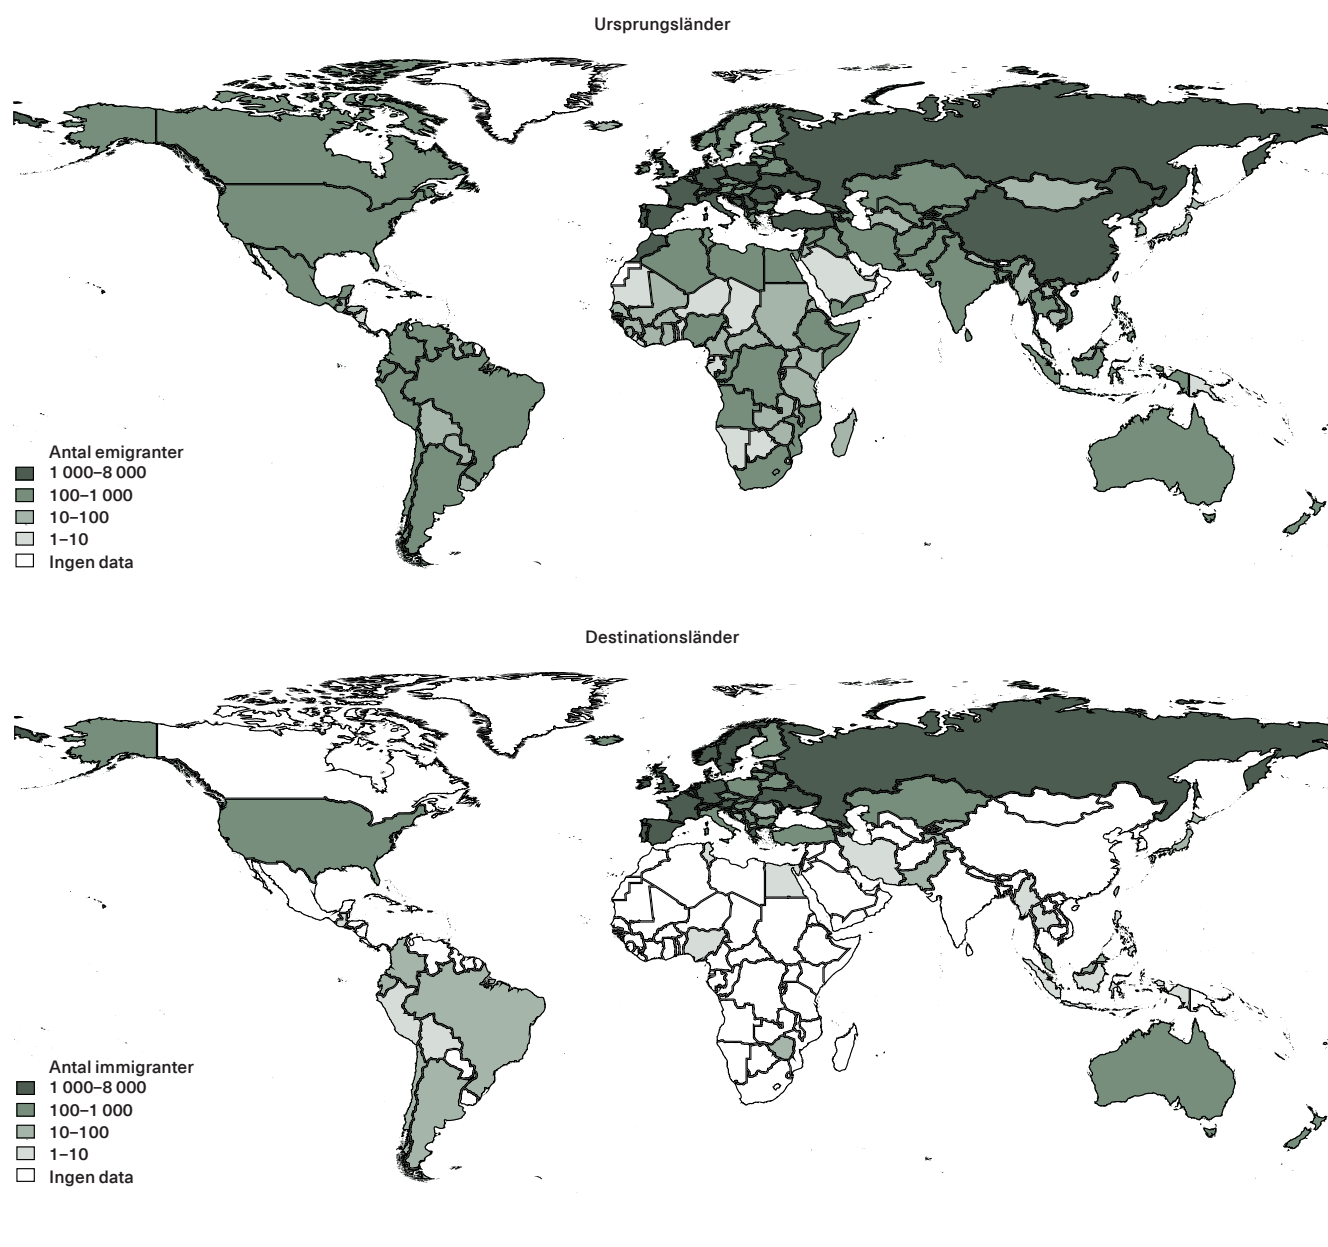 Ursprungsländer
Antal emigranter
1 000–8 000
100–1 000
10–100
1–10
Ingen data
Destinationsländer
Antal immigranter
1 000–8 000
100–1 000
10–100
1–10
Ingen data